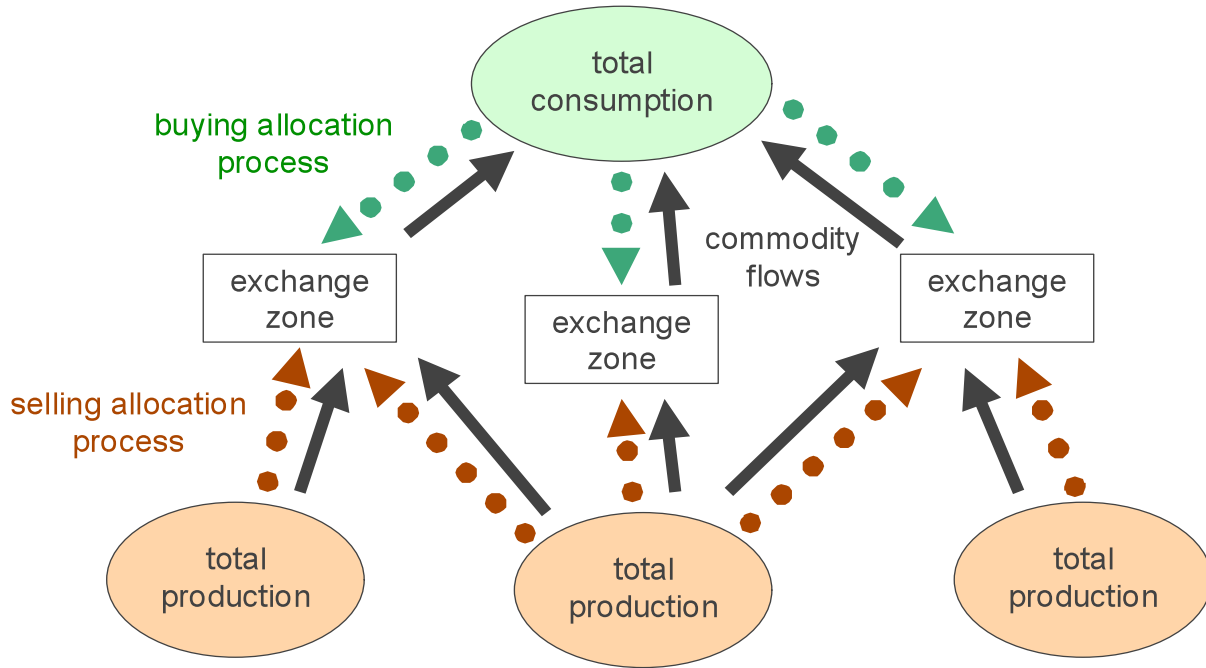 total
consumption
buying allocation
process
commodity
flows
exchange
zone
exchange
zone
exchange
zone
selling allocation
process
total
production
total
production
total
production